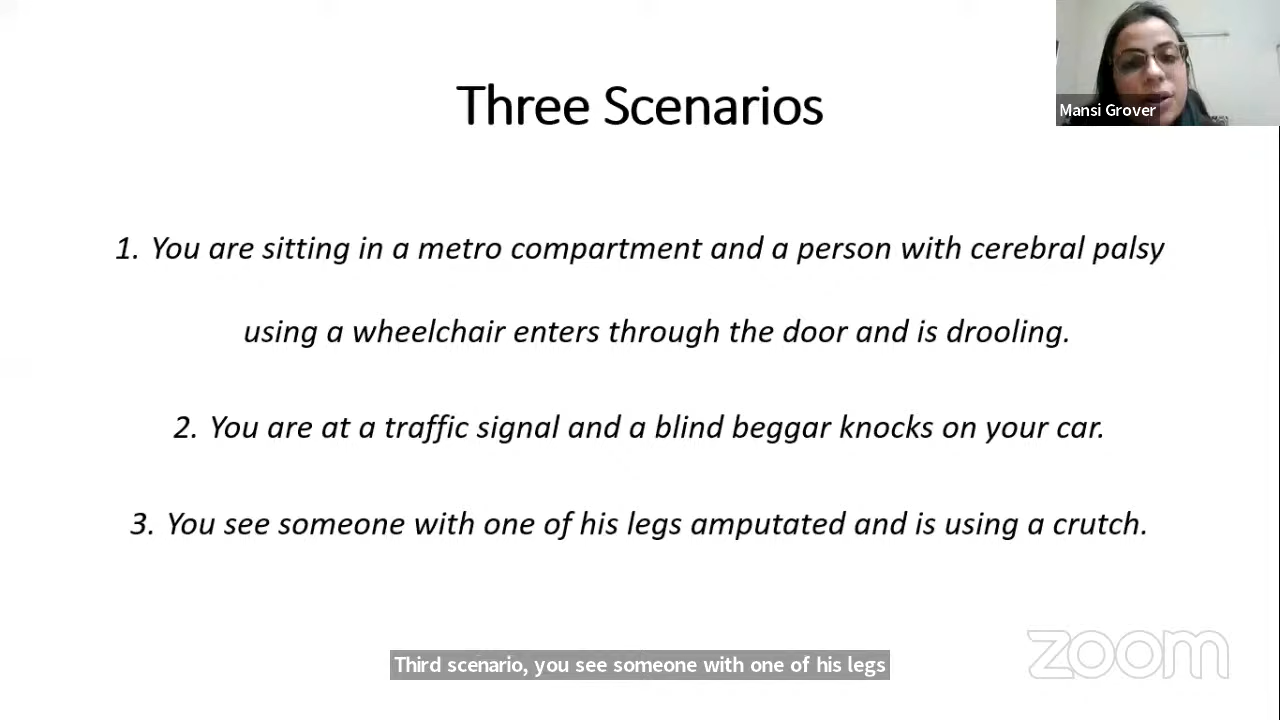 Three Scenarios
Mansi Grover
1. You are sitting in a metro compartment and a person with cerebral palsy
using a wheelchair enters through the door and is drooling.
2. You are at a traffic signal and a blind beggar knocks on your car.
3. You see someone with one of his legs amputated and is using a crutch.
zoom
Third scenario, you see someone with one of his legs